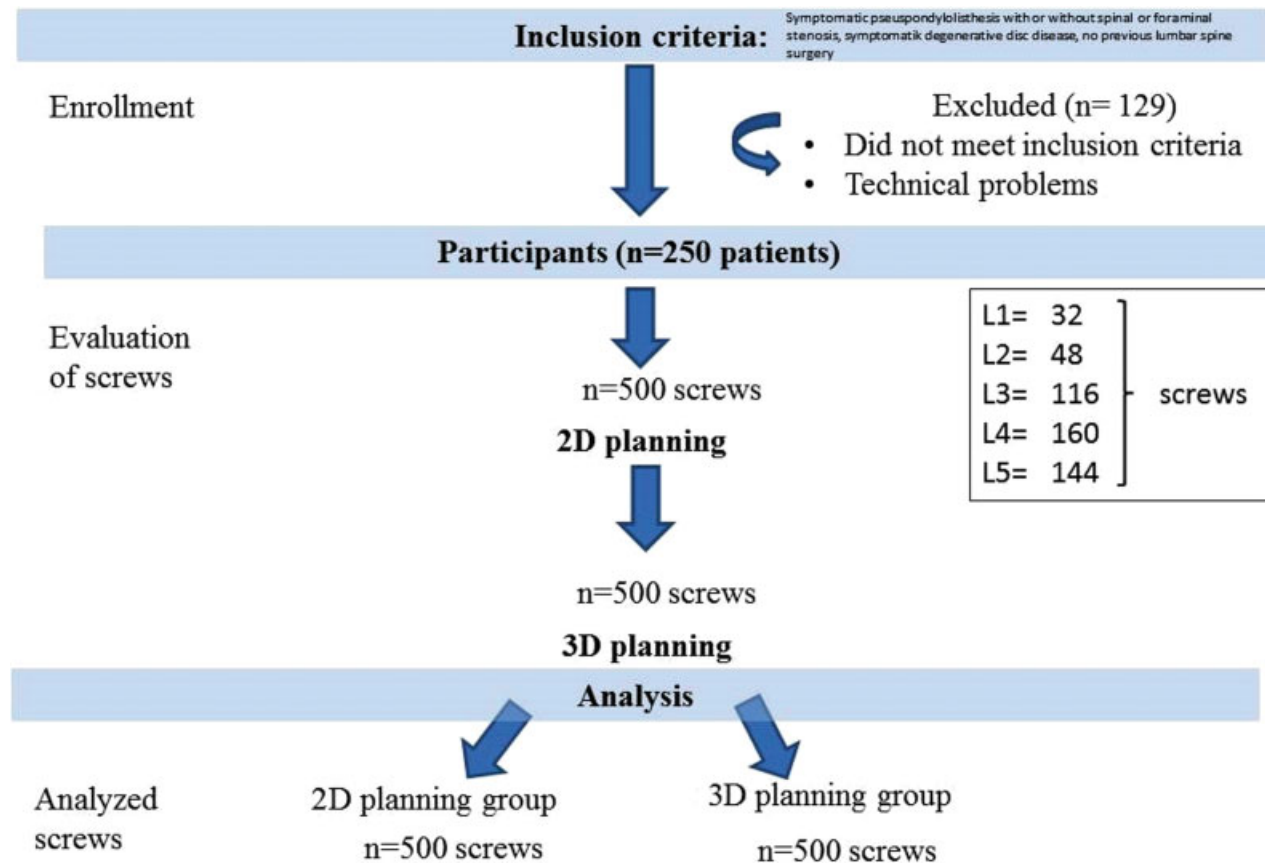 Inclusion criteria:
Symptomatic pseuspondylolisthesis with or without spinal or foraminal
stenosis, symptomatik degenerative disc disease, no previous lumbar spine
surgery
Enrollment
Excluded (n= 129)
• Did not meet inclusion criteria
• Technical problems
Participants (n=250 patients)
Evaluation
of screws
n=500 screws
2D planning
L1= 32
L2= 48
L3= 116
L4= 160
L5= 144
screws
n=500 screws
3D planning
Analysis
Analyzed
screws
2D planning group
n=500 screws
3D planning group
n=500 screws